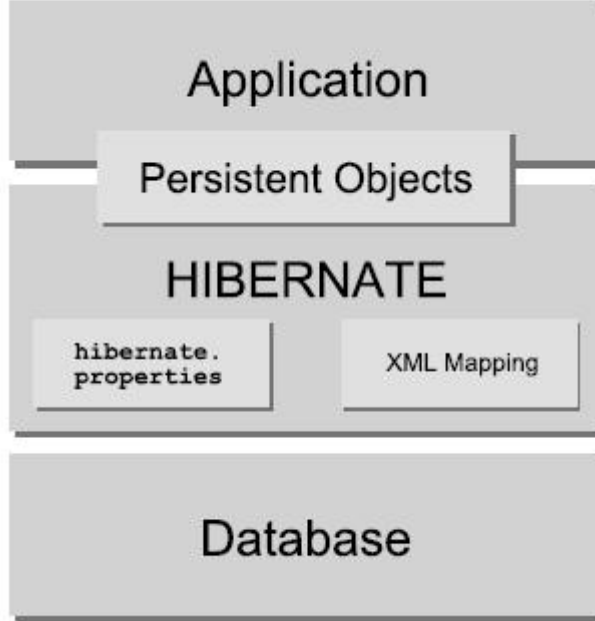 Application
Persistent Objects
HIBERNATE
hibernate.
properties
XML Mapping
Database